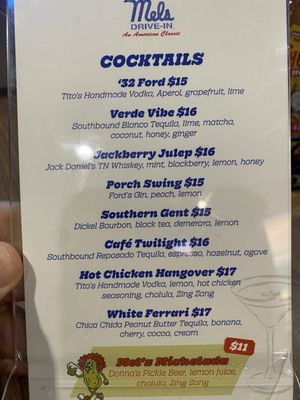 Mels
DRIVE-IN
An American Classic
COCKTAILS
'32 Ford $15
Tito's Handmade Vodka, Aperol, grapefruit, lime
Verde Vibe $16
Southbound Blanco Tequila, lime, matcha,
coconut, honey, ginger
Jackberry Julep $16
Jack Daniel's TN Whiskey, mint, blackberry, lemon, honey
Porch Swing $15
Ford's Gin, peach, lemon
Southern Gent $15
Dickel Bourbon, black tea, demerara, lemon
Café Twilight $16
Southbound Reposado Tequila, espresso, hazelnut, agave
Hot Chicken Hangover $17
Tito's Handmade Vodka, lemon, hot chicken
seasoning, cholula, Zing Zang
White Ferrari $17
Chica Chida Peanut Butter Tequila, banana,
cherry, cocoa, cream
Mel's Michelada $11
Donna's Pickle Beer, lemon juice,
cholula, Zing Zang